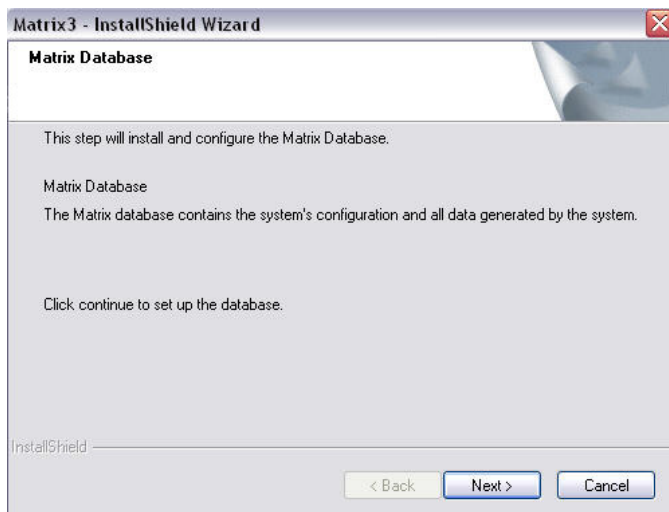 Matrix3 - InstallShield Wizard
Matrix Database
This step will install and configure the Matrix Database.
Matrix Database
The Matrix database contains the system's configuration and all data generated by the system.
Click continue to set up the database.
InstallShield
< Back
Next >
Cancel